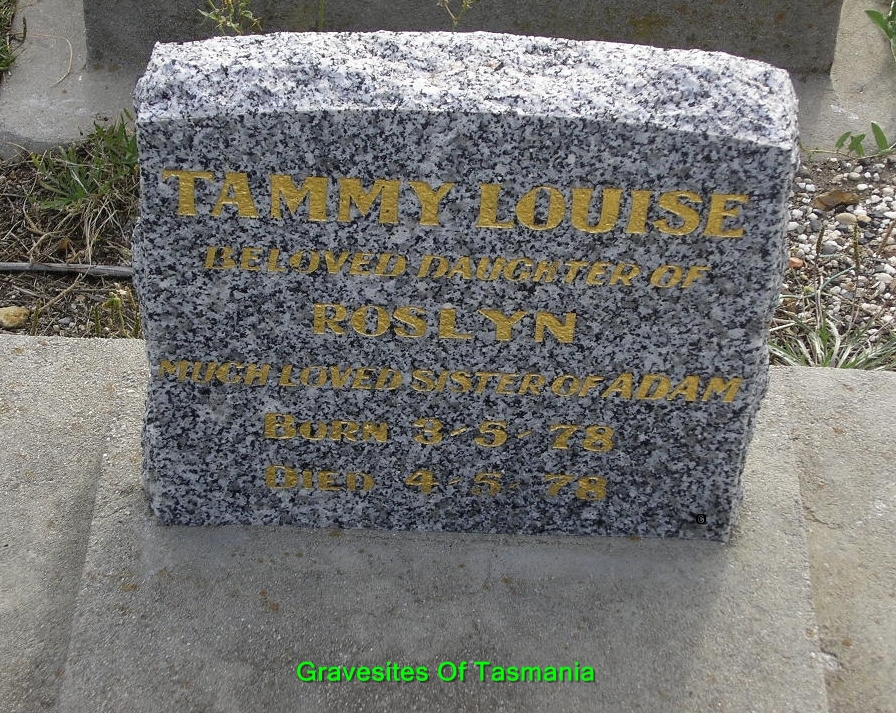 TAMMY LOUISE
BELOVED DAUGHTER OF
ROSLYN
MUCH LOVED SISTER OF ADAM
BORN 3-5-78
DIED 4-5-78
Gravesites Of Tasmania